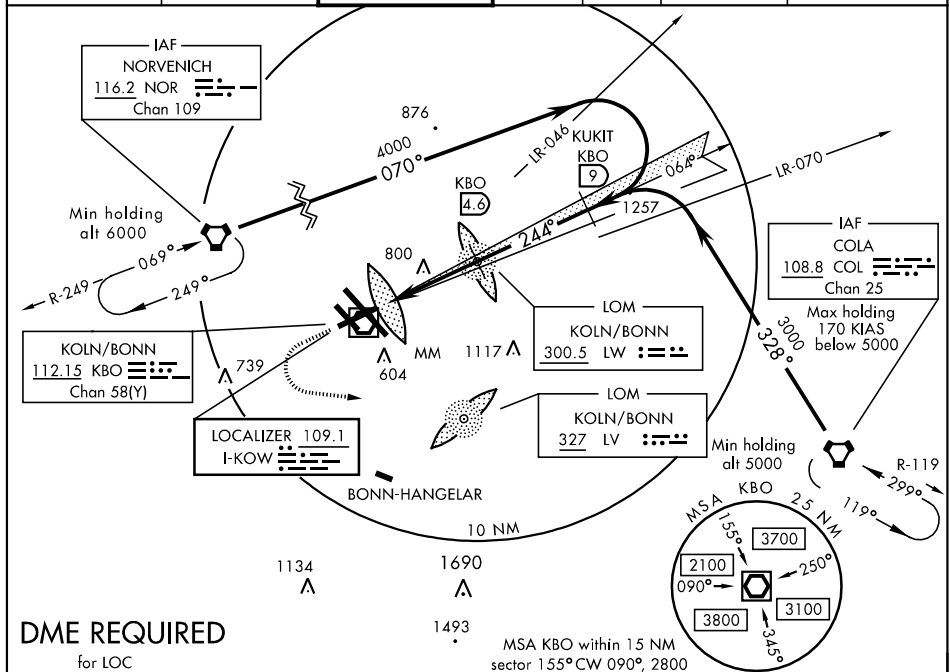 IAF
NORVENICH
116.2 NOR
Chan 109
876
4000
070°
LR-046
KUKIT
KBO
9
064°
LR-070
KBO
4.6
1257
244°
Min holding
alt 6000
R-249
069°
249°
800
IAF
COLA
108.8 COL
Chan 25
Max holding
170 KIAS
below 5000
3000
328°
LOM
KOLN/BONN
300.5 LW
KOLN/BONN
112.15 KBO
Chan 58(Y)
739
MM
604
1117
LOM
KOLN/BONN
327 LV
LOCALIZER 109.1
I-KOW
Min holding
alt 5000
R-119
299°
119°
BONN-HANGELAR
10 NM
MSA KBO 25 NM
155°
3700
2100
250°
090°
3800
3100
345°
1134
1690
1493
DME REQUIRED
for LOC
MSA KBO within 15 NM
sector 155° CW 090°, 2800